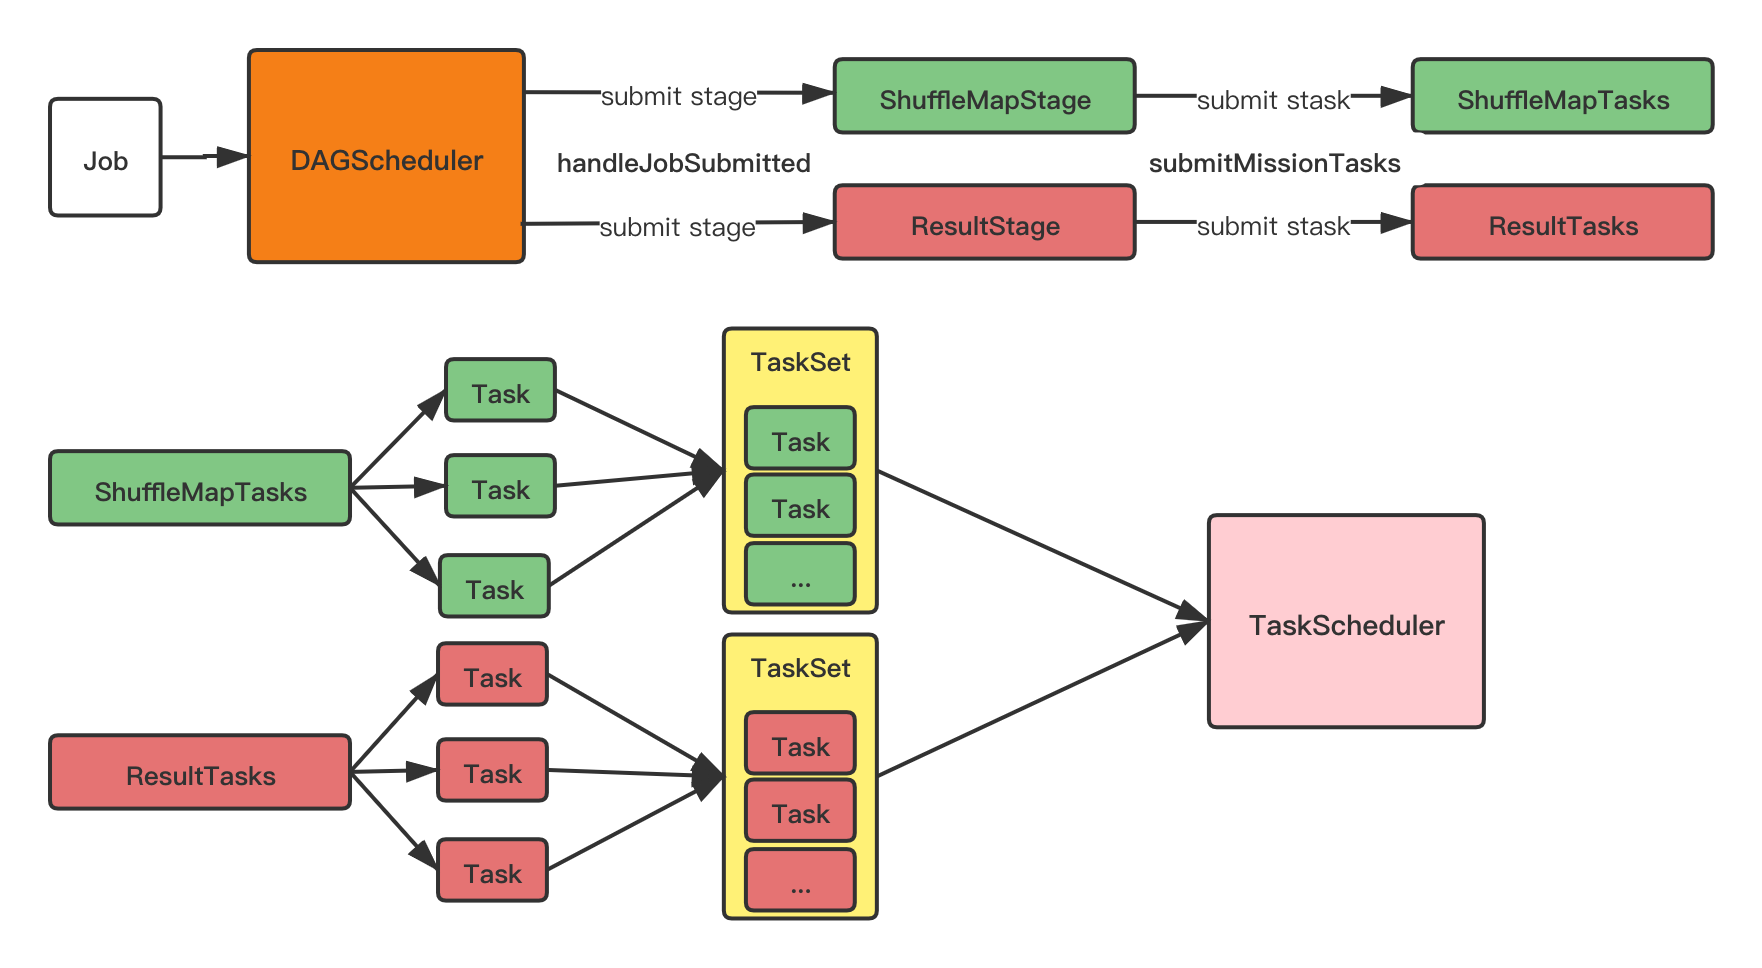 Job
DAGScheduler
submit stage
ShuffleMapStage
submit stask
ShuffleMapTasks
handleJobSubmitted
submitMissionTasks
submit stage
ResultStage
submit stask
ResultTasks
ShuffleMapTasks
Task
Task
Task
TaskSet
Task
Task
...
ResultTasks
Task
Task
Task
TaskSet
Task
Task
...
TaskScheduler